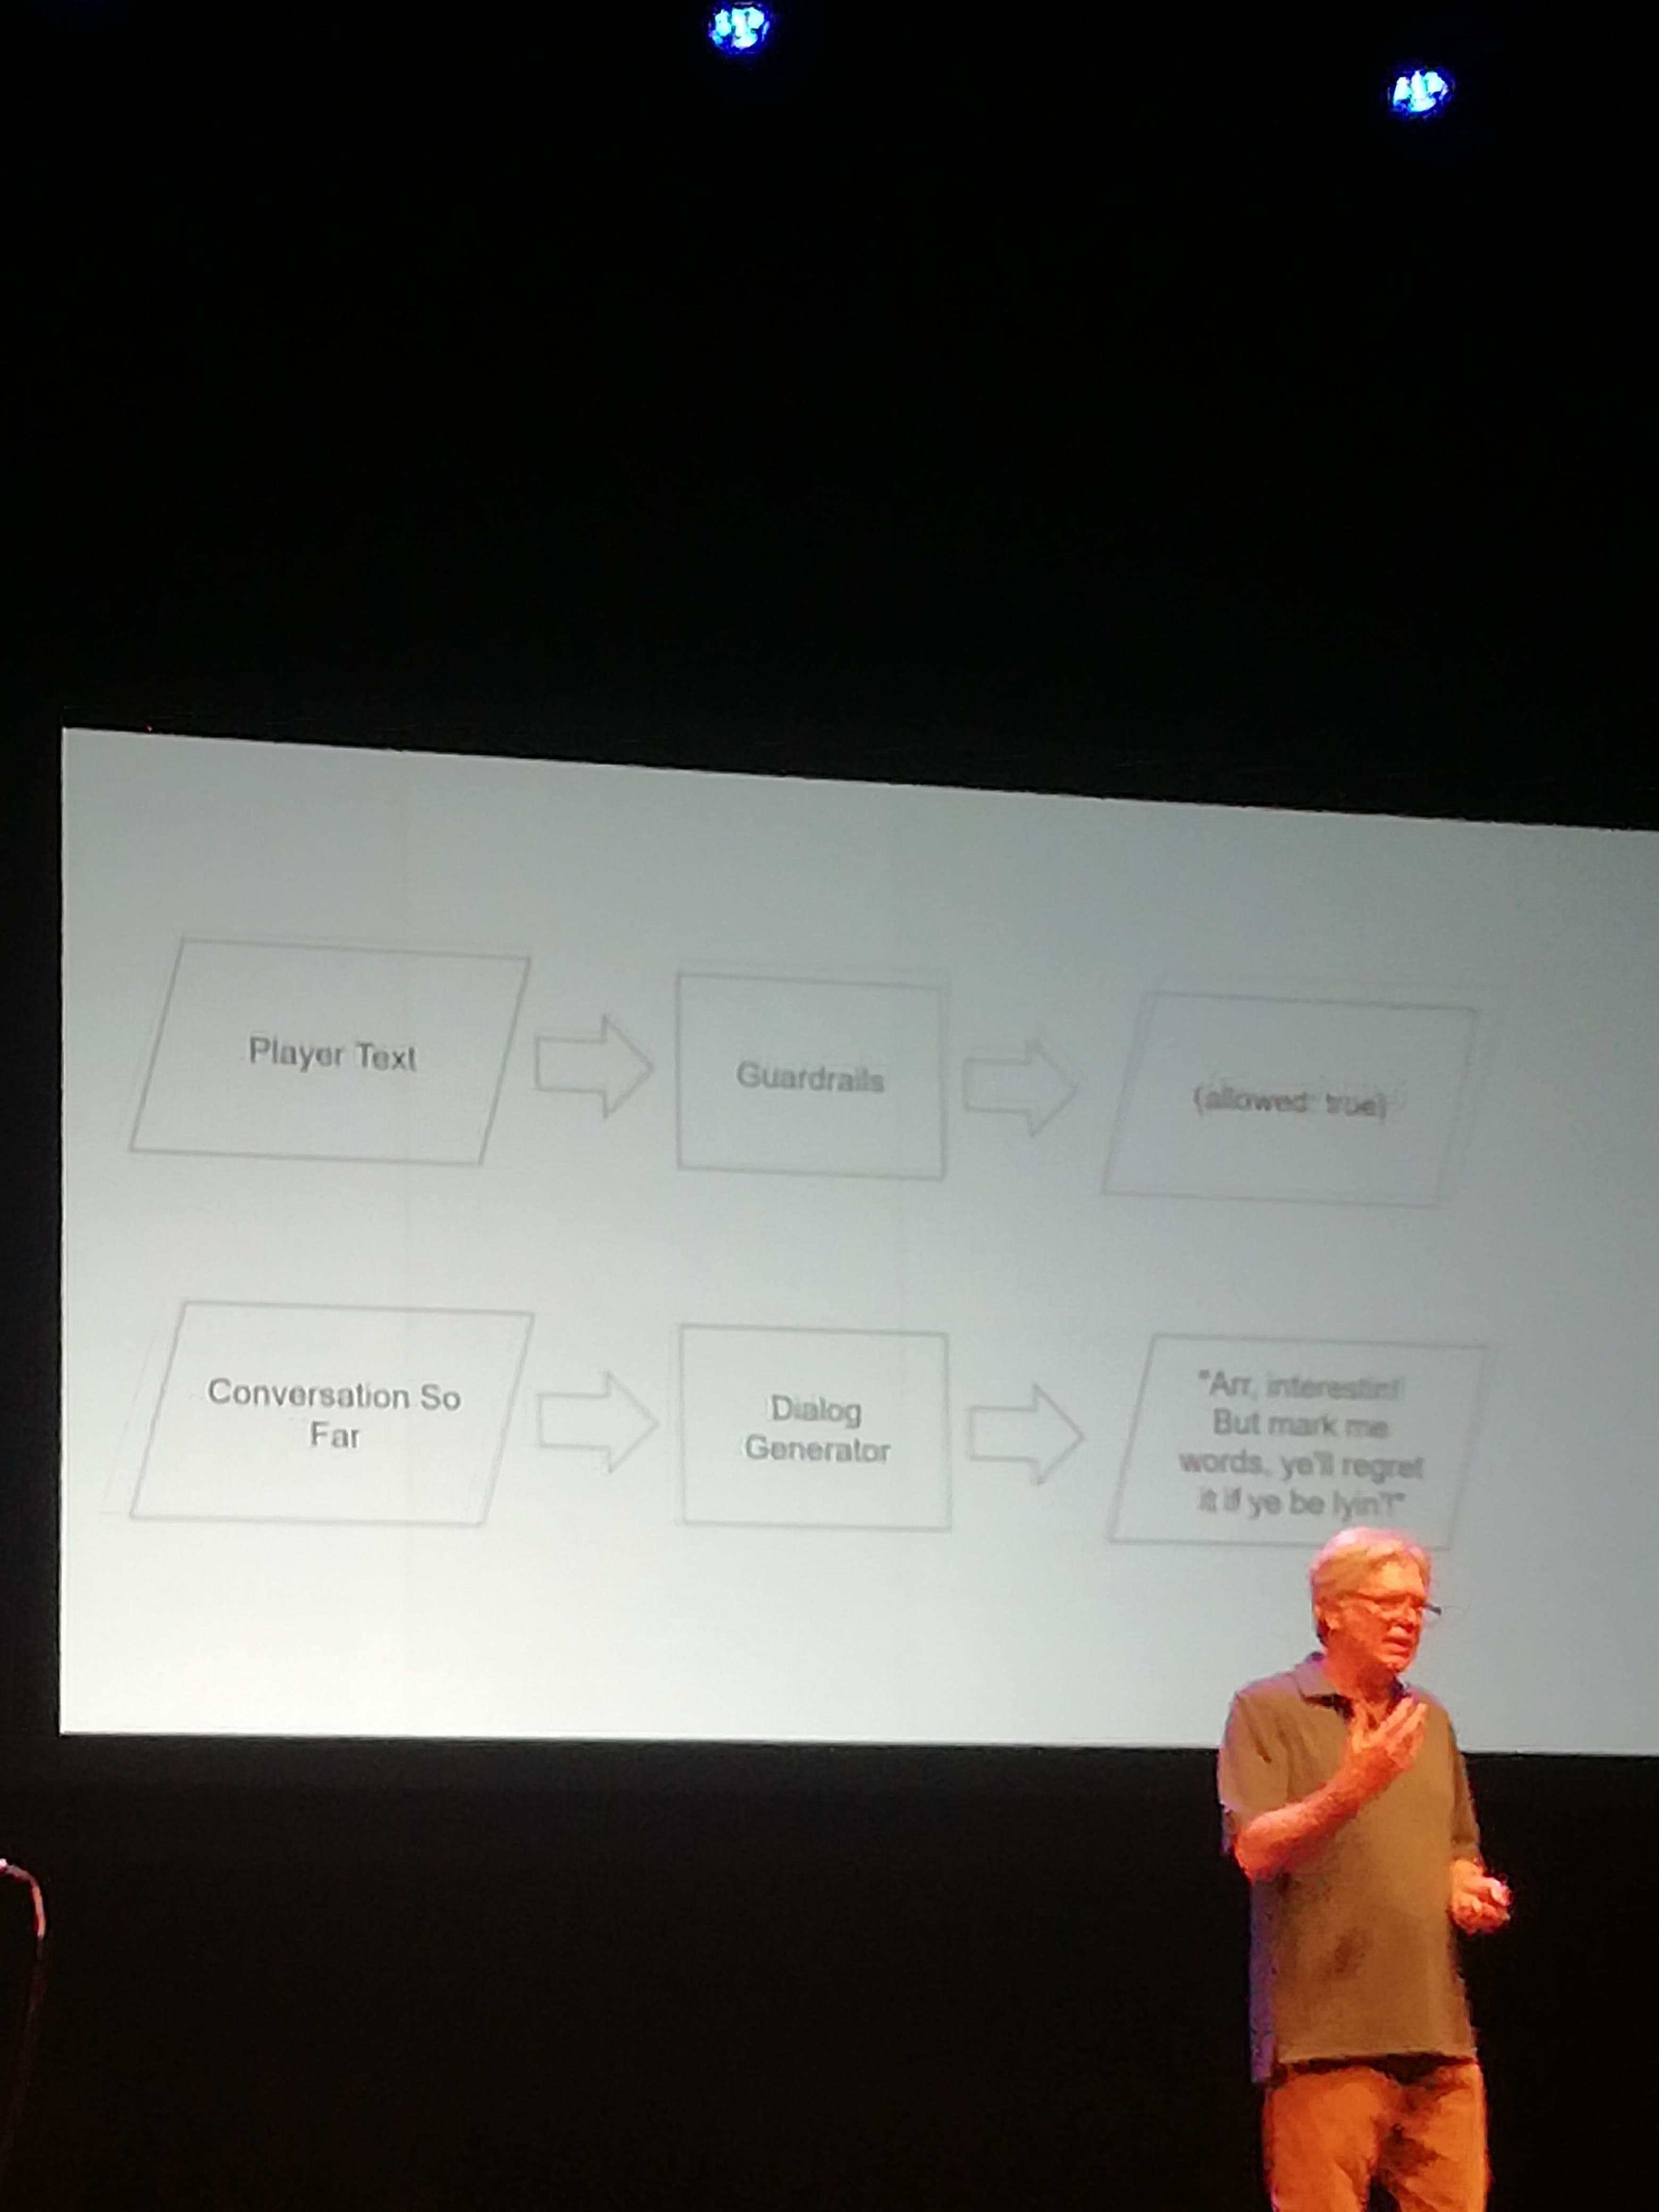 Player Text
Guardrails
(allowed: true)
Conversation So
Far
Dialog
Generator
"Arr, interestin!
But mark me
words, ye'll regret
it if ye be lyin'!"